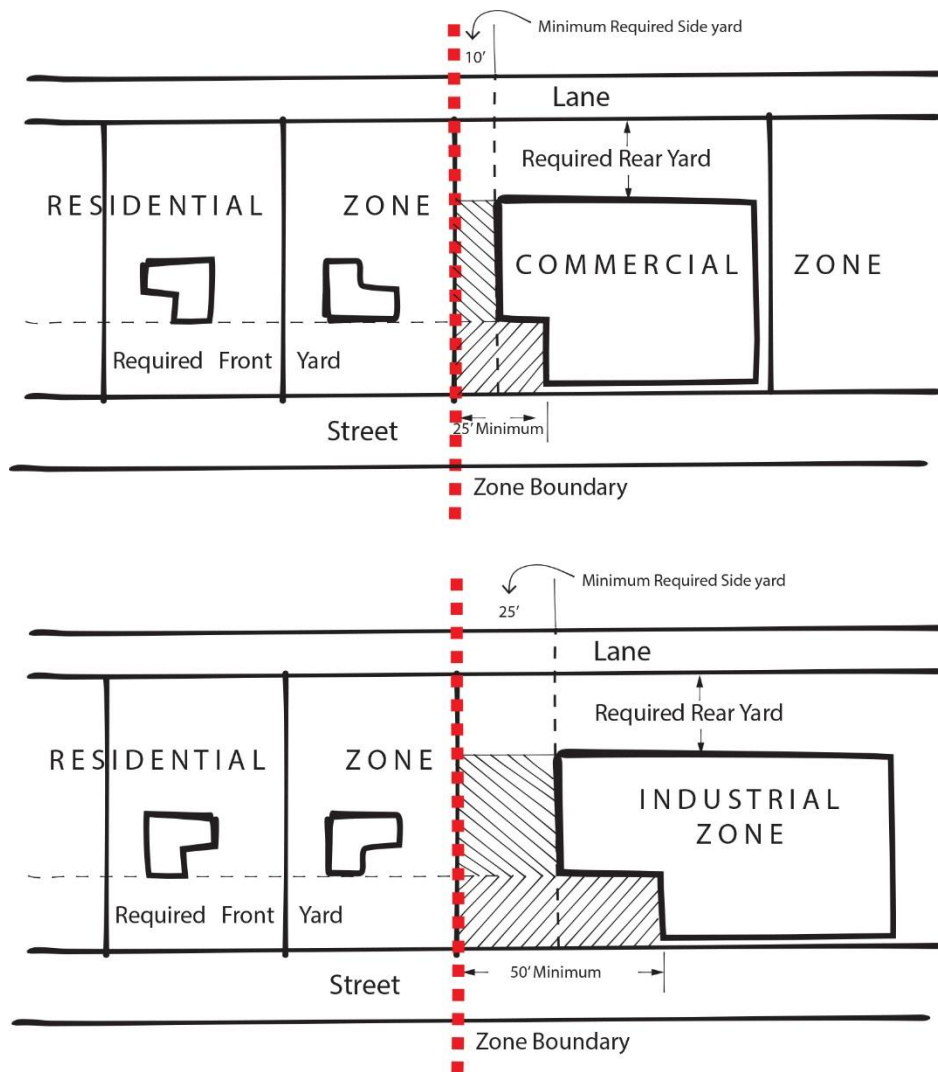 Minimum Required Side yard
10’
Lane
Required Rear Yard
RESIDENTIAL ZONE
COMMERCIAL ZONE
Required Front Yard
Street
25’ Minimum
Zone Boundary
Minimum Required Side yard
25’
Lane
Required Rear Yard
RESIDENTIAL ZONE
INDUSTRIAL
ZONE
Required Front Yard
50’ Minimum
Street
Zone Boundary